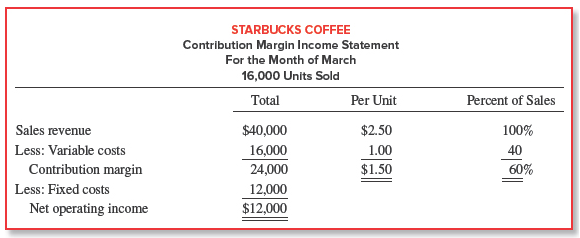 STARBUCKS COFFEE
Contribution Margin Income Statement
For the Month of March
16,000 Units Sold
Total Per Unit Percent of Sales
Sales revenue $40,000 $2.50 100%
Less: Variable costs 16,000 1.00 40
Contribution margin 24,000 $1.50 60%
Less: Fixed costs 12,000
Net operating income $12,000